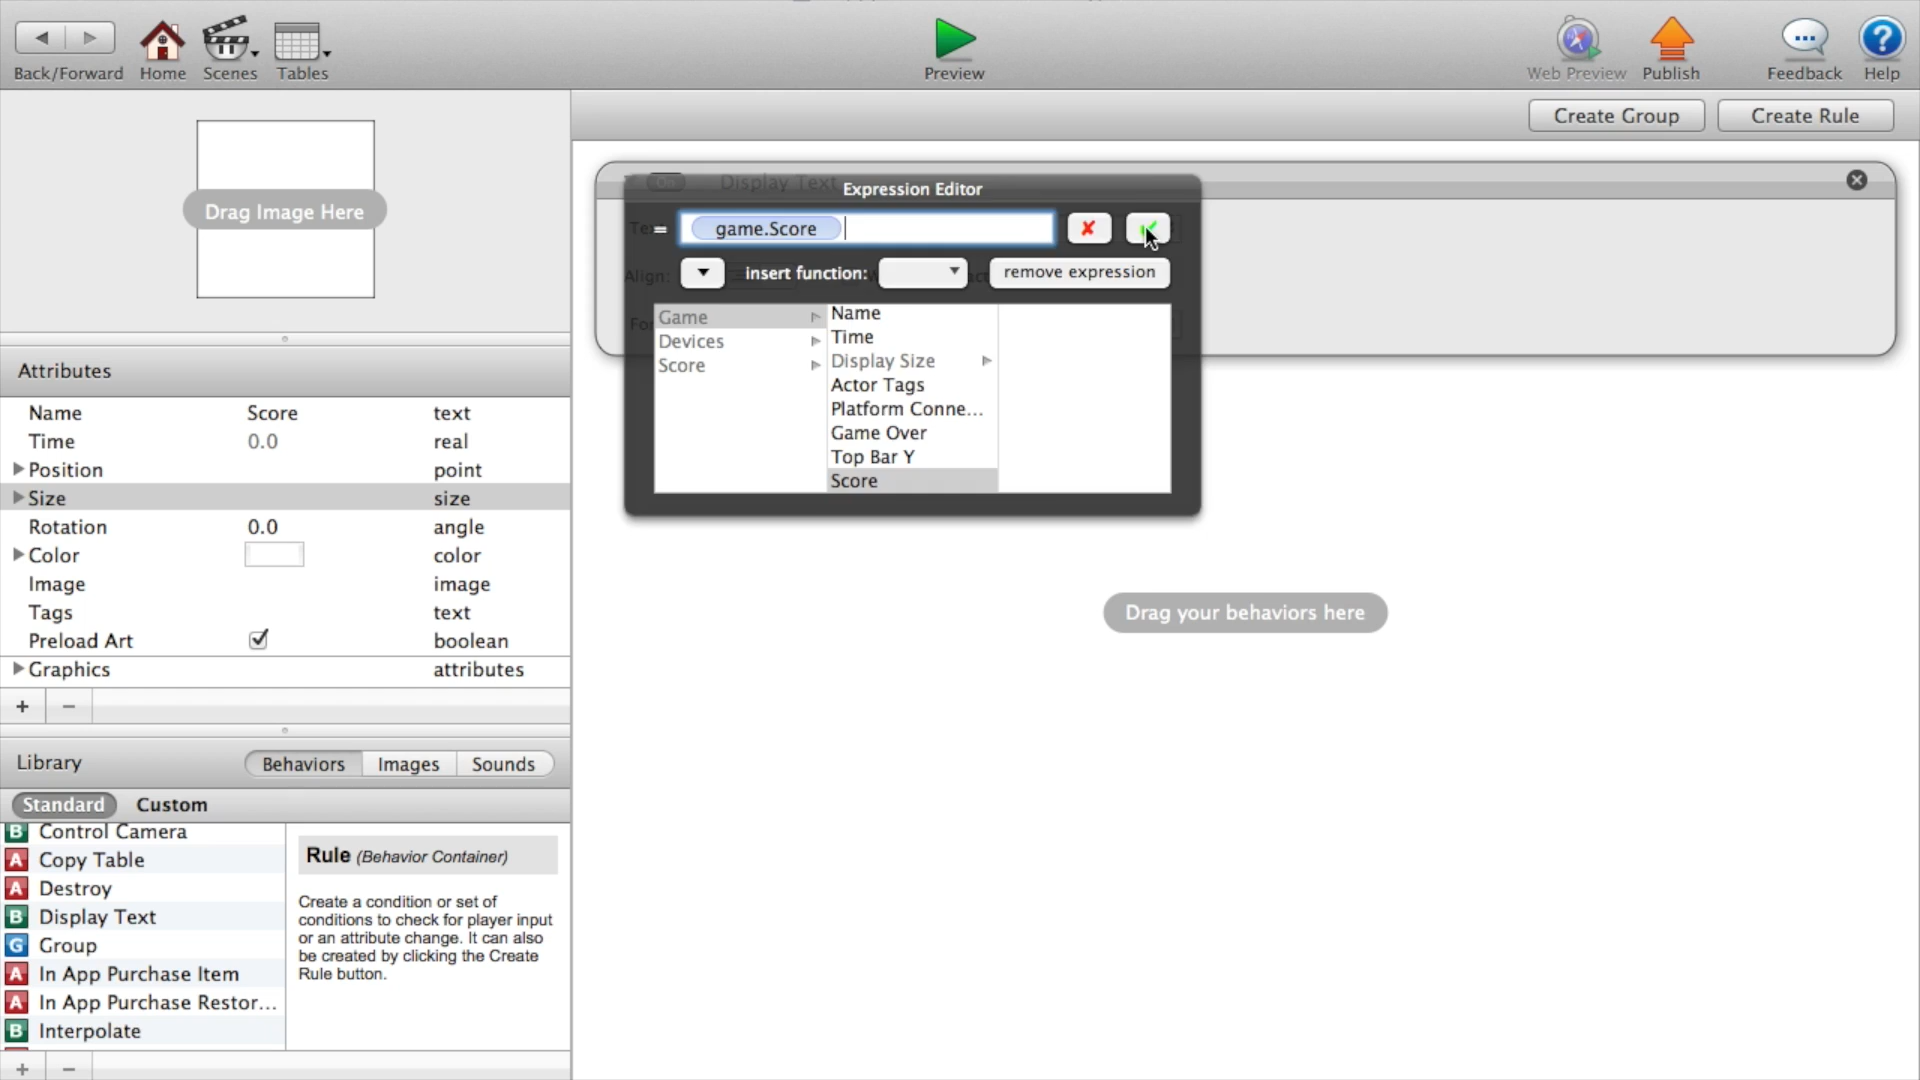 Back/Forward
Home
Scenes
Tables
Preview
Web Preview
Publish
Feedback
Help
Create Group
Create Rule
Drag Image Here
On
Display Text
Expression Editor
= game.Score
Align:
insert function:
remove expression
Game
Devices
Score
Name
Time
Display Size
Actor Tags
Platform Conne...
Game Over
Top Bar Y
Score
Attributes
Name Score text
Time 0.0 real
Position point
Size size
Rotation 0.0 angle
Color color
Image image
Tags text
Preload Art boolean
Graphics attributes
+ −
Drag your behaviors here
Library
Behaviors
Images
Sounds
Standard
Custom
B Control Camera
A Copy Table
A Destroy
B Display Text
G Group
A In App Purchase Item
A In App Purchase Restor...
B Interpolate
Rule (Behavior Container)
Create a condition or set of
conditions to check for player input
or an attribute change. It can also
be created by clicking the Create
Rule button.
+ −